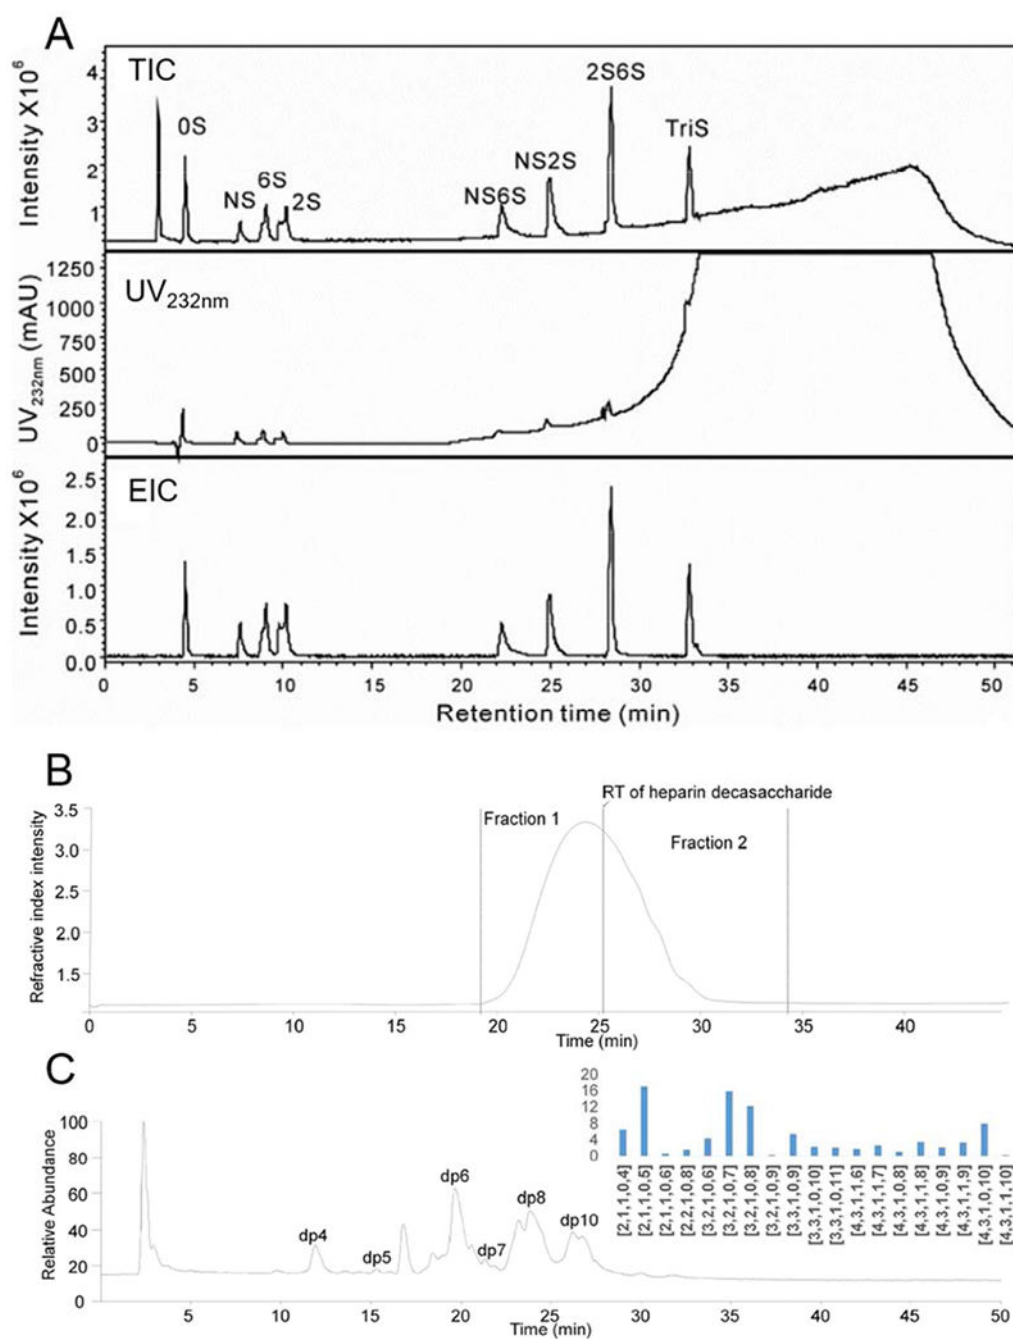 A
TIC
Intensity X10⁶
4
3
2
1
0S
NS
6S
2S
NS6S
NS2S
2S6S
TriS
UV232nm
UV232nm (mAU)
1250
1000
750
500
250
0
EIC
Intensity X10⁶
2.5
2.0
1.5
1.0
0.5
0.0
0 5 10 15 20 25 30 35 40 45 50
Retention time (min)
B
RT of heparin decasaccharide
Fraction 1
Fraction 2
Refractive index intensity
3.5
3.0
2.5
2.0
1.5
0 5 10 15 20 25 30 35 40
Time (min)
C
Relative Abundance
100
80
60
40
20
0
dp4
dp5
dp6
dp7
dp8
dp10
5 10 15 20 25 30 35 40 45 50
Time (min)
20
16
12
8
4
0
[2,1,1,0,4]
[2,1,1,0,5]
[2,1,1,0,6]
[2,2,1,0,8]
[3,2,1,0,6]
[3,2,1,0,7]
[3,2,1,0,8]
[3,2,1,0,9]
[3,3,1,0,9]
[3,3,1,0,10]
[3,3,1,0,11]
[4,3,1,1,6]
[4,3,1,1,7]
[4,3,1,0,8]
[4,3,1,1,8]
[4,3,1,0,9]
[4,3,1,1,9]
[4,3,1,0,10]
[4,3,1,1,10]